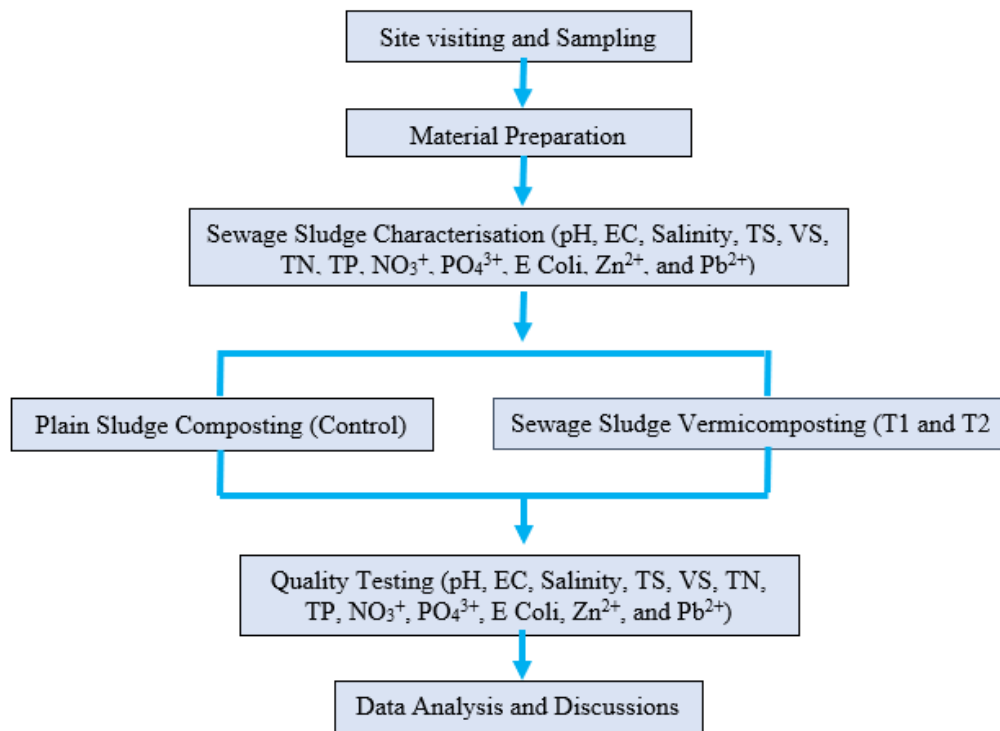 Site visiting and Sampling
Material Preparation
Sewage Sludge Characterisation (pH, EC, Salinity, TS, VS,
TN, TP, NO₃⁺, PO₄³⁺, E Coli, Zn²⁺, and Pb²⁺)
Plain Sludge Composting (Control)
Sewage Sludge Vermicomposting (T1 and T2
Quality Testing (pH, EC, Salinity, TS, VS, TN,
TP, NO₃⁺, PO₄³⁺, E Coli, Zn²⁺, and Pb²⁺)
Data Analysis and Discussions